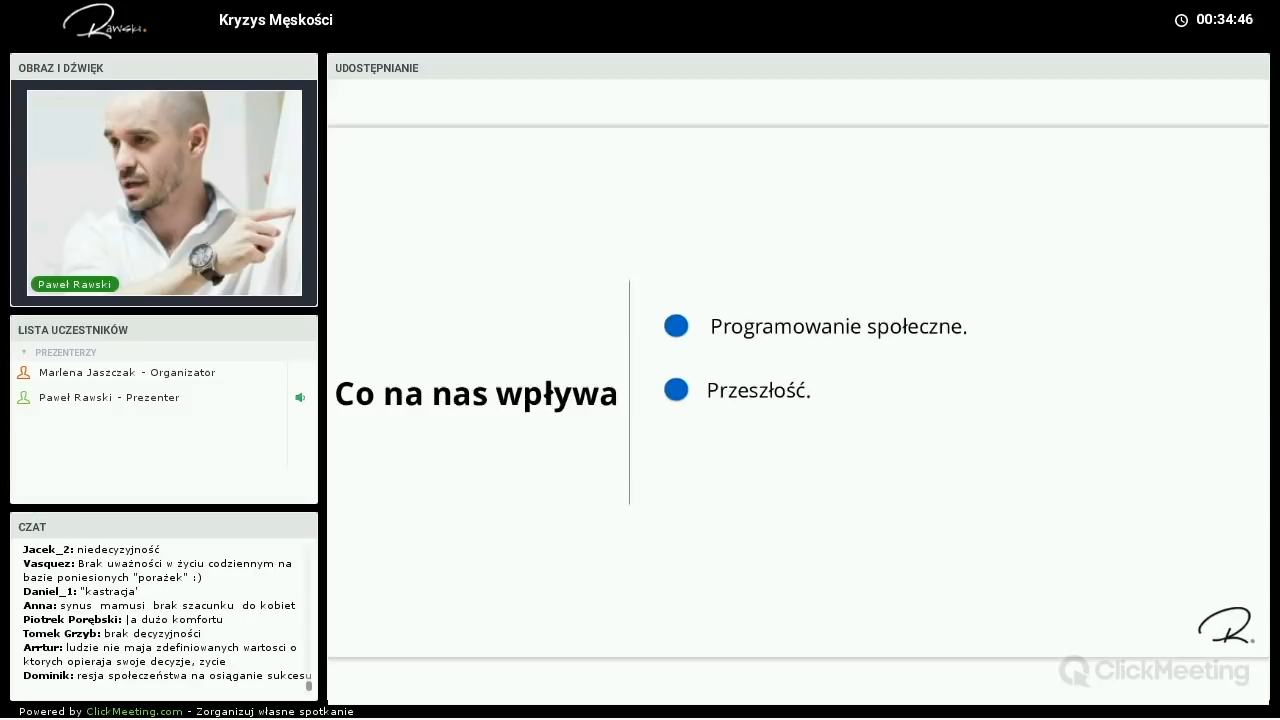 Rawski.
Kryzys Męskości
00:34:46
OBRAZ I DŹWIĘK
Paweł Rawski
LISTA UCZESTNIKÓW
PREZENTERZY
Marlena Jaszczak - Organizator
Paweł Rawski - Prezenter
CZAT
Jacek_2: niedecyzyjność
Vasquez: Brak uważności w życiu codziennym na
bazie poniesionych "porażek" :)
Daniel_1: "kastracja'
Anna: synus mamusi brak szacunku do kobiet
Piotrek Porębski: |a dużo komfortu
Tomek Grzyb: brak decyzyjności
Arrtur: ludzie nie maja zdefiniowanych wartosci o
ktorych opieraja swoje decyzje, zycie
Dominik: resja społeczeństwa na osiąganie sukcesu
UDOSTĘPNIANIE
Co na nas wpływa
Programowanie społeczne.
Przeszłość.
R.
ClickMeeting
Powered by ClickMeeting.com - Zorganizuj własne spotkanie